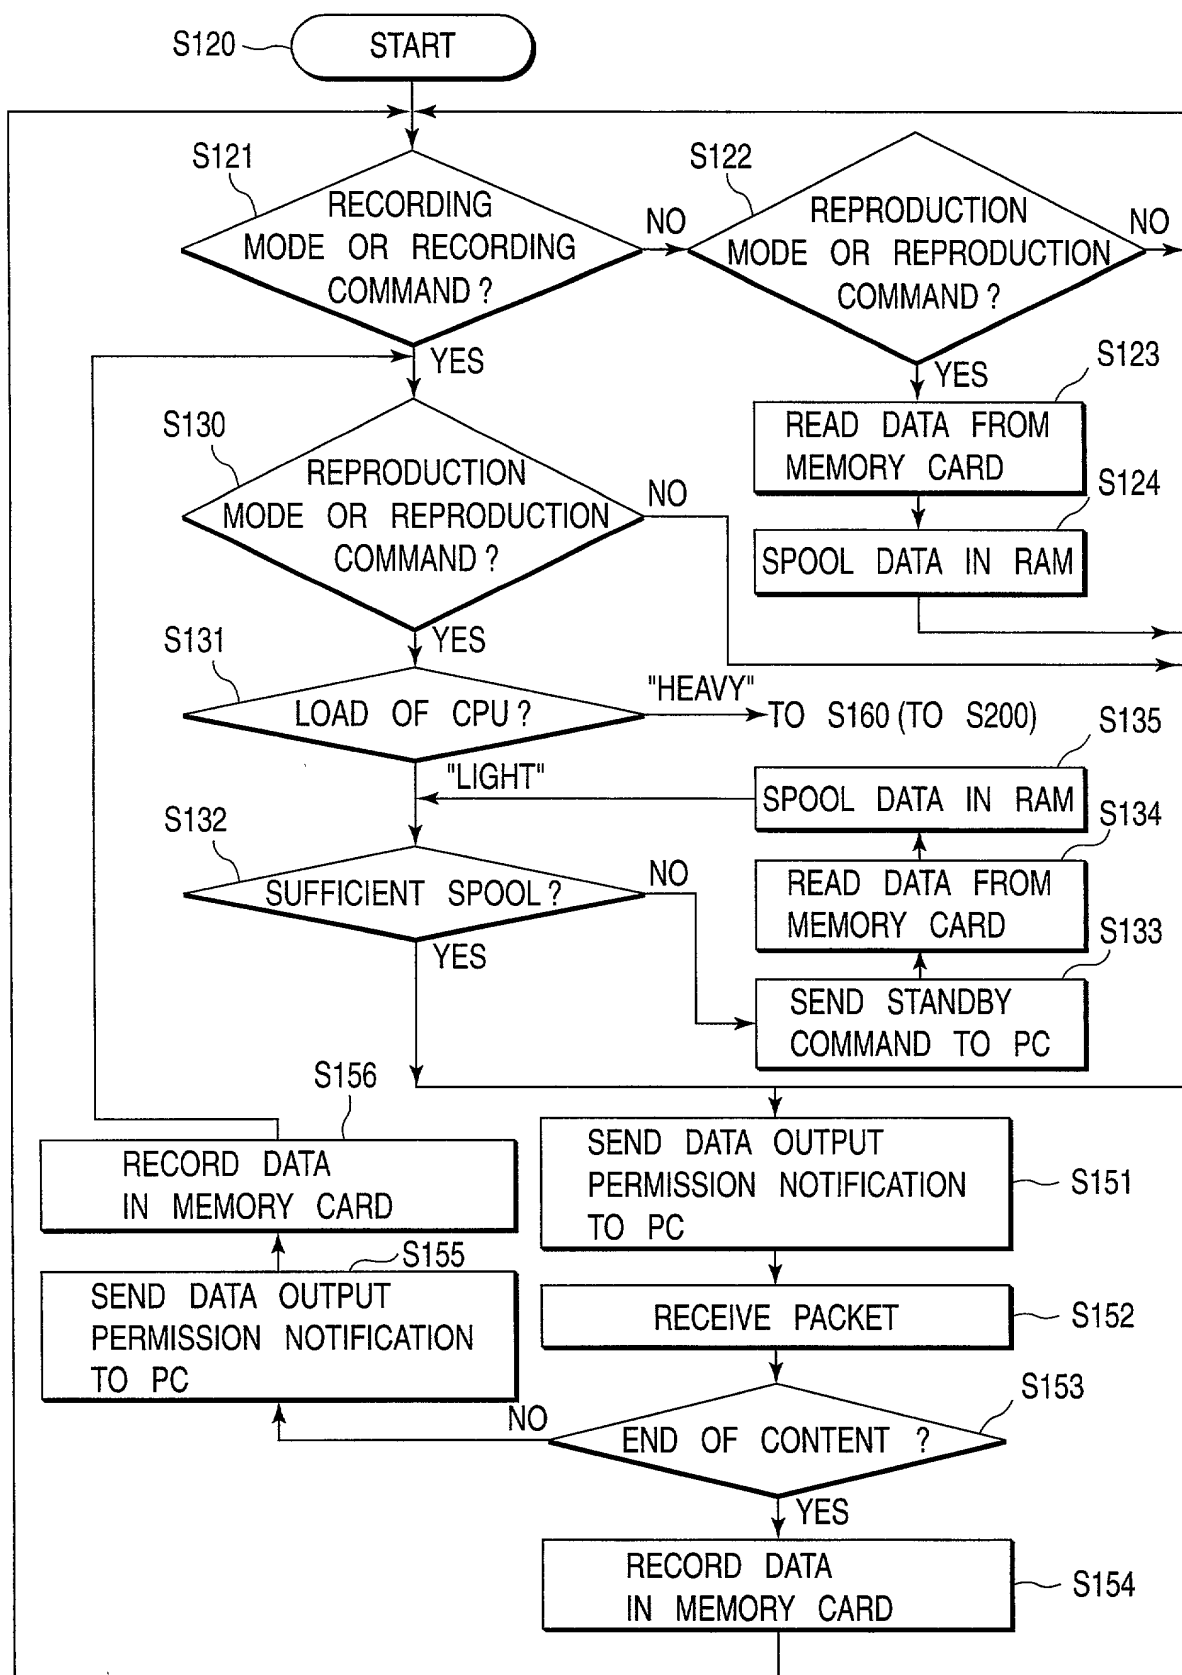 S120
START
S121
RECORDING
MODE OR RECORDING
COMMAND ?
NO
S122
REPRODUCTION
MODE OR REPRODUCTION
COMMAND ?
NO
YES
YES
S123
READ DATA FROM
MEMORY CARD
S124
SPOOL DATA IN RAM
S130
REPRODUCTION
MODE OR REPRODUCTION
COMMAND ?
NO
YES
S131
LOAD OF CPU ?
"HEAVY"
TO S160 (TO S200)
"LIGHT"
S135
SPOOL DATA IN RAM
S134
READ DATA FROM
MEMORY CARD
S133
SEND STANDBY
COMMAND TO PC
S132
SUFFICIENT SPOOL ?
NO
YES
S156
RECORD DATA
IN MEMORY CARD
S155
SEND DATA OUTPUT
PERMISSION NOTIFICATION
TO PC
SEND DATA OUTPUT
PERMISSION NOTIFICATION
TO PC
S151
RECEIVE PACKET
S152
S153
END OF CONTENT ?
NO
YES
RECORD DATA
IN MEMORY CARD
S154